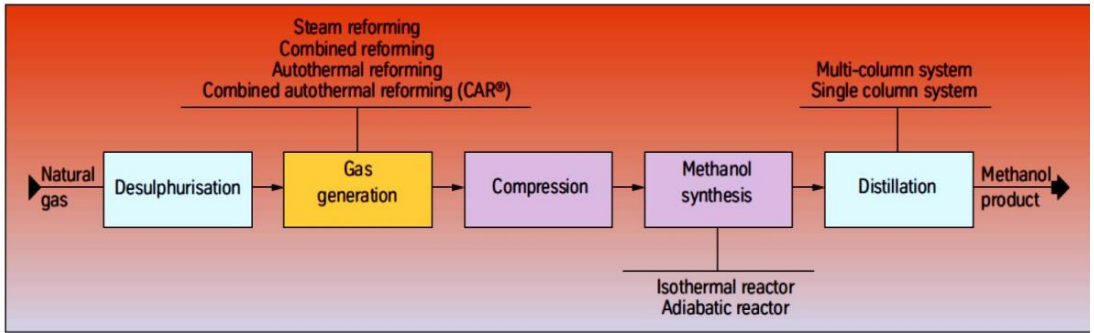 Steam reforming
Combined reforming
Autothermal reforming
Combined autothermal reforming (CAR®)
Multi-column system
Single column system
Natural
gas
Desulphurisation
Gas
generation
Compression
Methanol
synthesis
Distillation
Methanol
product
Isothermal reactor
Adiabatic reactor